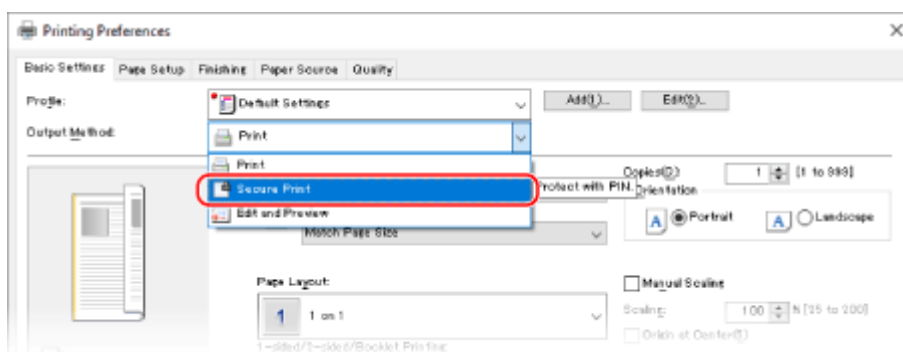 Printing Preferences
Basic Settings Page Setup Finishing Paper Source Quality
Profile: Default Settings Add(1)... Edit(2)...
Output Method: Print
Print
Secure Print
Protect with PIN.
Edit and Preview
Copies(0) 1 [1 to 999]
Orientation
A Portrait A Landscape
Match Page Size
Page Layout:
1 1 on 1
Manual Scaling
Scaling: 100 % [25 to 200]
Origin at Center(5)
1-sided/2-sided/Booklet Printing